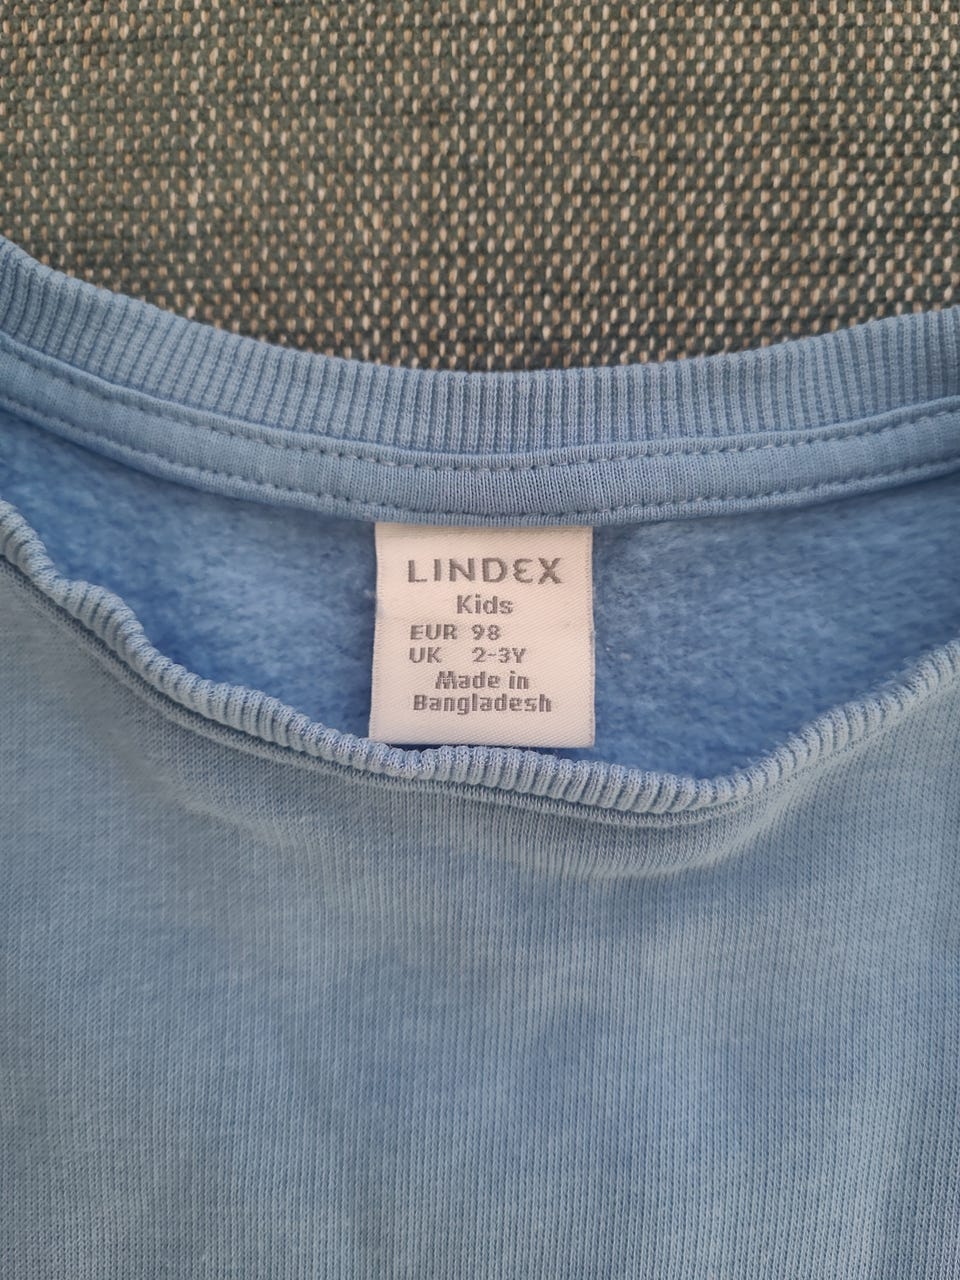 LINDEX
Kids
EUR 98
UK 2-3Y
Made in
Bangladesh